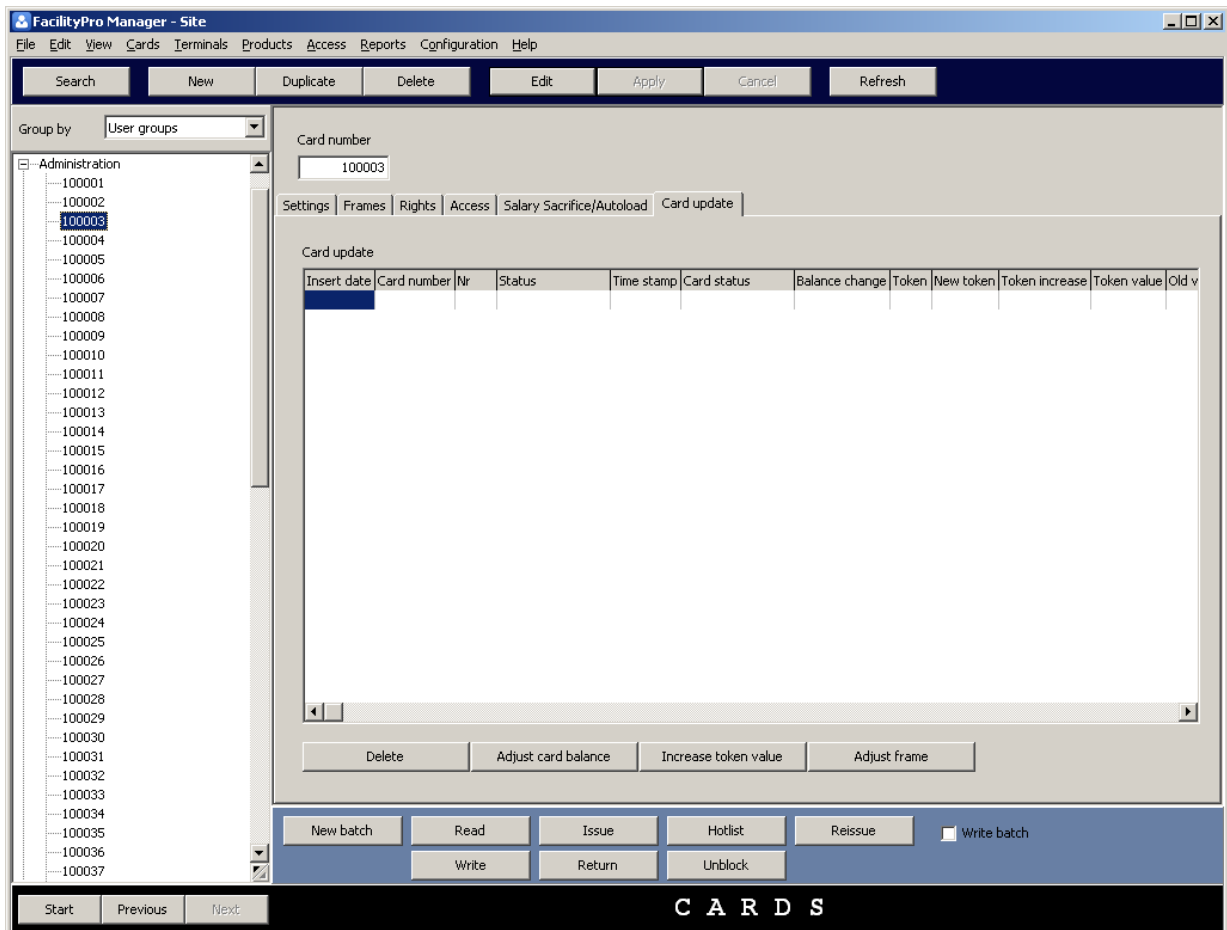 FacilityPro Manager - Site
File Edit View Cards Terminals Products Access Reports Configuration Help
Search New Duplicate Delete Edit Apply Cancel Refresh
Group by User groups
Administration
100001
100002
100003
100004
100005
100006
100007
100008
100009
100010
100011
100012
100013
100014
100015
100016
100017
100018
100019
100020
100021
100022
100023
100024
100025
100026
100027
100028
100029
100030
100031
100032
100033
100034
100035
100036
100037
Card number
100003
Settings Frames Rights Access Salary Sacrifice/Autoload Card update
Card update
Insert date Card number Nr Status Time stamp Card status Balance change Token New token Token increase Token value Old v
Delete Adjust card balance Increase token value Adjust frame
New batch Read Issue Hotlist Reissue Write batch
Write Return Unblock
Start Previous Next
CARDS